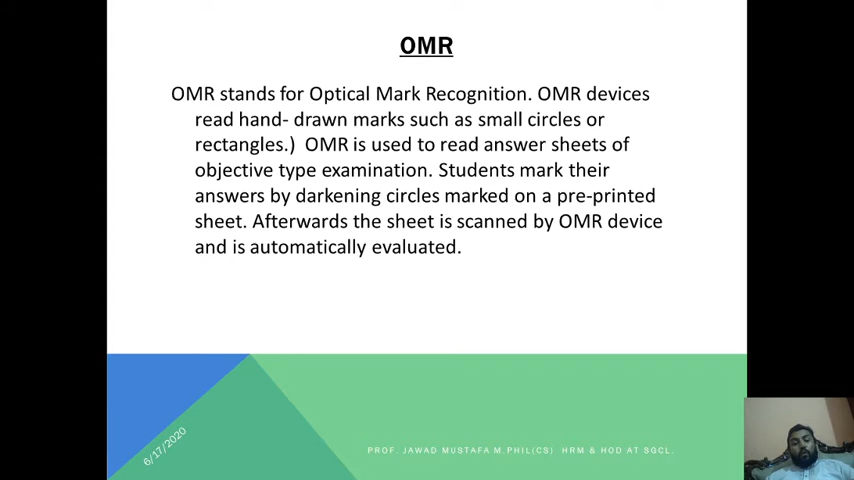 OMR
OMR stands for Optical Mark Recognition. OMR devices
read hand- drawn marks such as small circles or
rectangles.) OMR is used to read answer sheets of
objective type examination. Students mark their
answers by darkening circles marked on a pre-printed
sheet. Afterwards the sheet is scanned by OMR device
and is automatically evaluated.
6/17/2020
PROF. JAWAD MUSTAFA M.PHIL(CS) HRM & HOD AT SGCL.